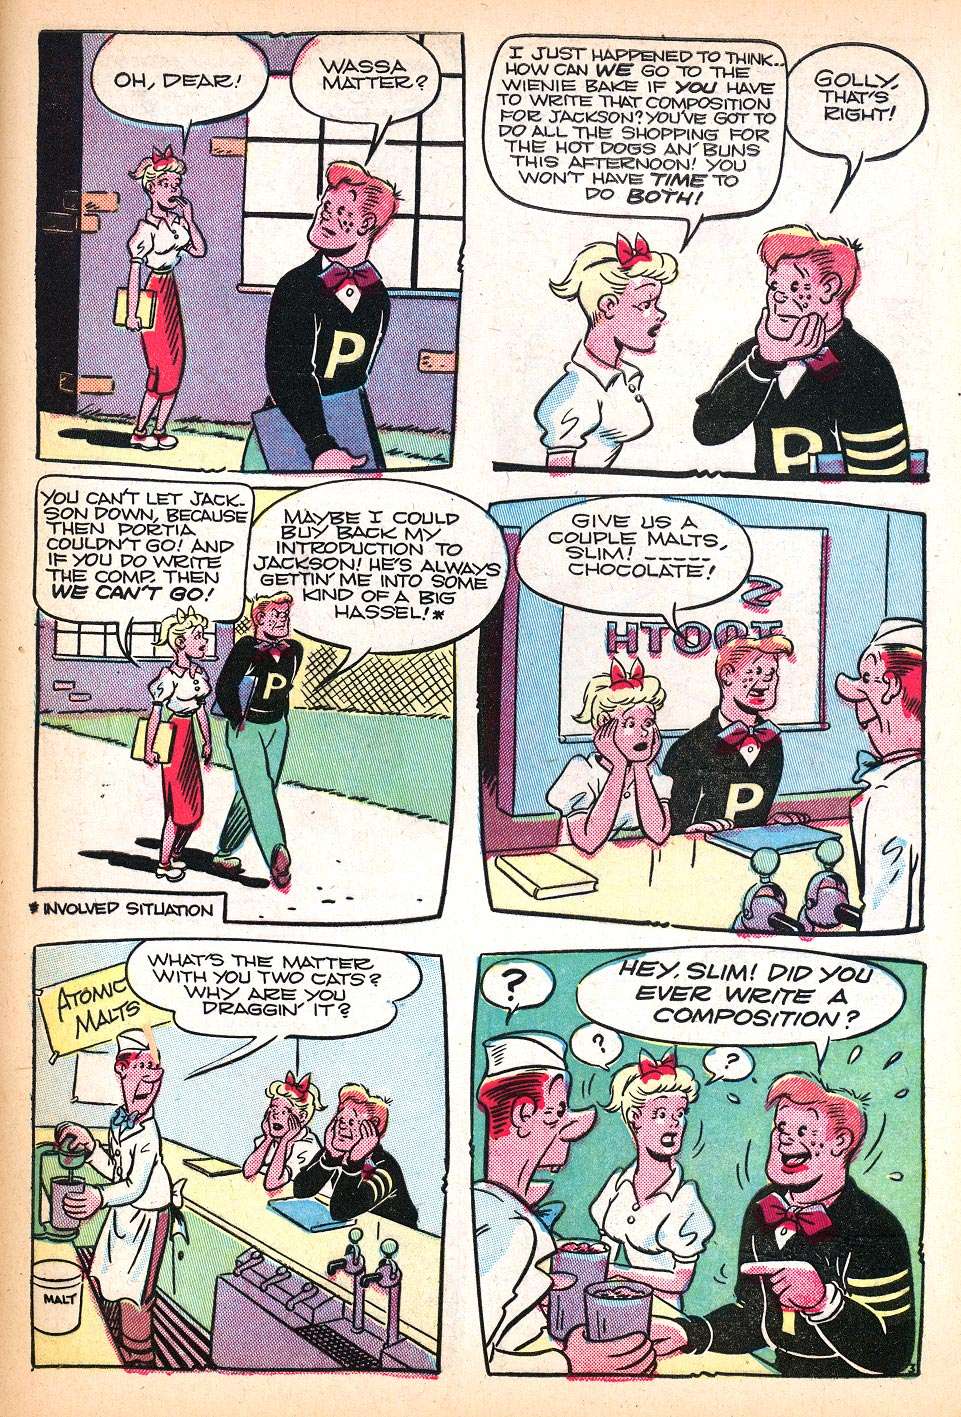 OH, DEAR!
WASSA
MATTER?
P
I JUST HAPPENED TO THINK..
HOW CAN WE GO TO THE
WIENIE BAKE IF YOU HAVE
TO WRITE THAT COMPOSITION
FOR JACKSON? YOU'VE GOT TO
DO ALL THE SHOPPING FOR
THE HOT DOGS AN' BUNS
THIS AFTERNOON! YOU
WON'T HAVE TIME TO
DO BOTH!
GOLLY,
THAT'S
RIGHT!
P
YOU CAN'T LET JACK-
SON DOWN, BECAUSE
THEN PORTIA
COULDN'T GO! AND
IF YOU DO WRITE
THE COMP. THEN
WE CAN'T GO!
MAYBE I COULD
BUY BACK MY
INTRODUCTION TO
JACKSON! HE'S ALWAYS
GETTIN' ME INTO SOME
KIND OF A BIG
HASSEL!*
P
* INVOLVED SITUATION
GIVE US A
COUPLE MALTS,
SLIM! _____
CHOCOLATE!
S
TOOTH
P
WHAT'S THE MATTER
WITH YOU TWO CATS?
WHY ARE YOU
DRAGGIN' IT?
ATOMIC
MALTS
MALT
?
?
?
HEY, SLIM! DID YOU
EVER WRITE A
COMPOSITION?
P
3